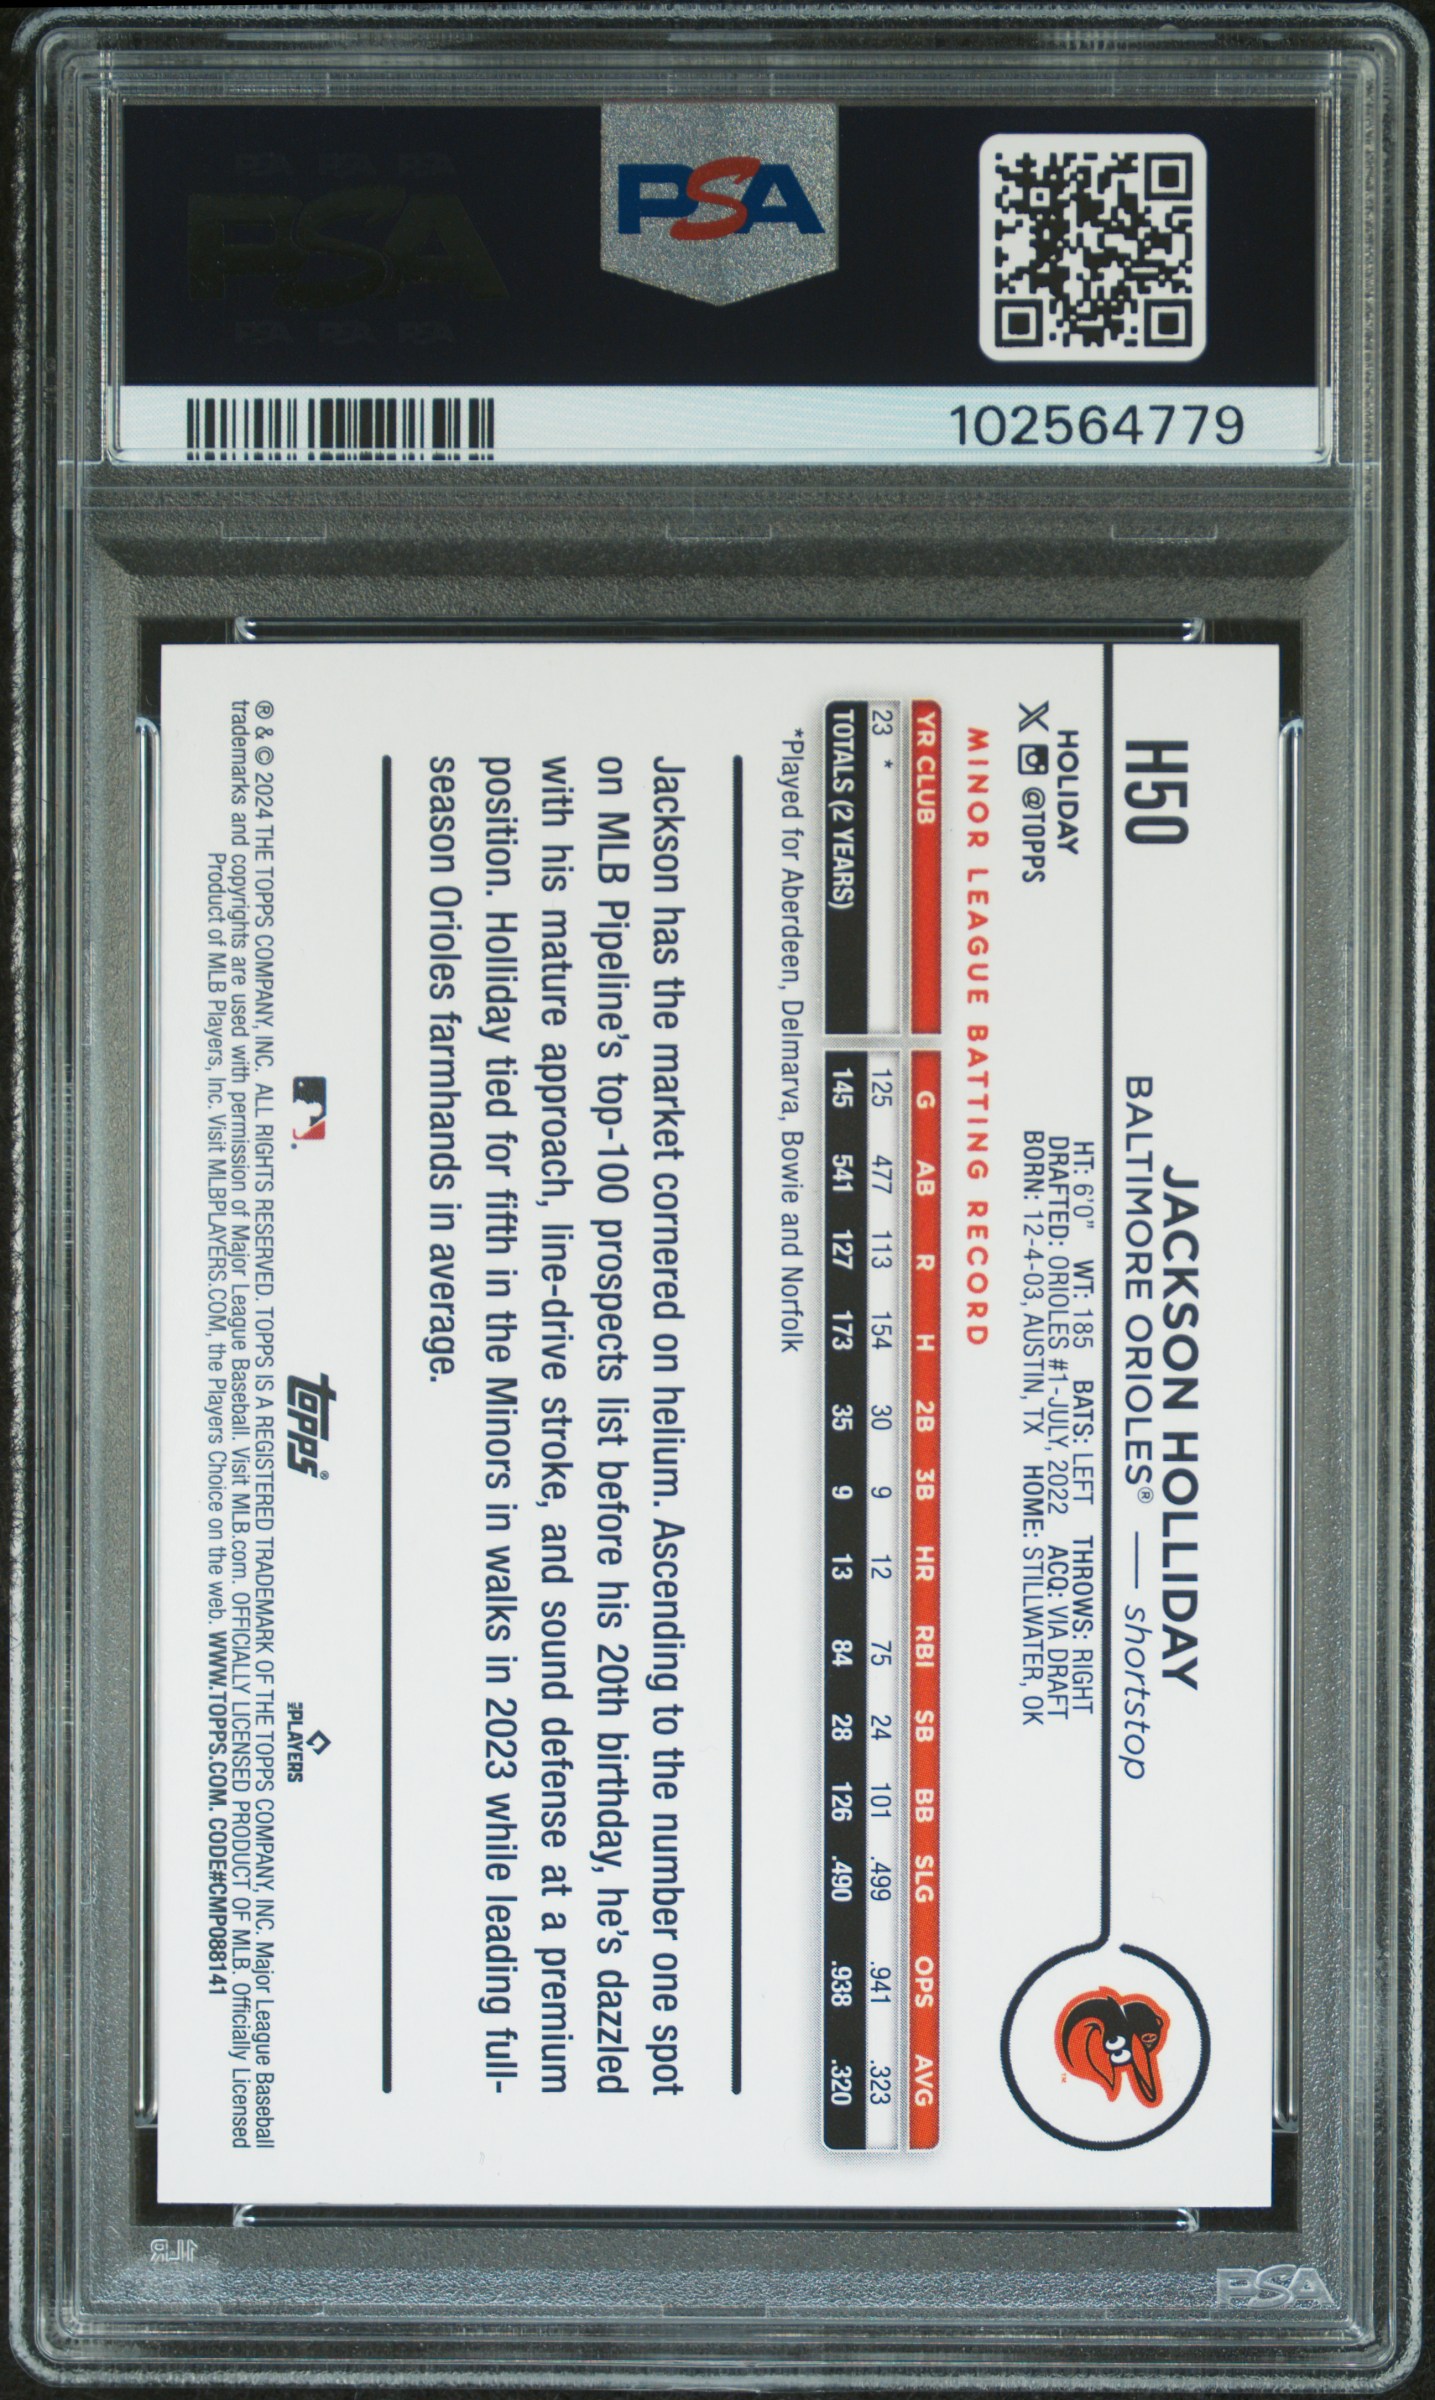 PSA
102564779
H50
JACKSON HOLLIDAY
BALTIMORE ORIOLES® — shortstop
HOLIDAY
X @TOPPS
HT: 6'0" WT: 185 BATS: LEFT THROWS: RIGHT
DRAFTED: ORIOLES #1-JULY, 2022 ACQ: VIA DRAFT
BORN: 12-4-03, AUSTIN, TX HOME: STILLWATER, OK
MINOR LEAGUE BATTING RECORD
YR CLUB G AB R H 2B 3B HR RBI SB BB SLG OPS AVG
23 * 125 477 113 154 30 9 12 75 24 101 .499 .941 .323
TOTALS (2 YEARS) 145 541 127 173 35 9 13 84 28 126 .490 .938 .320
*Played for Aberdeen, Delmarva, Bowie and Norfolk
Jackson has the market cornered on helium. Ascending to the number one spot
on MLB Pipeline's top-100 prospects list before his 20th birthday, he's dazzled
with his mature approach, line-drive stroke, and sound defense at a premium
position. Holliday tied for fifth in the Minors in walks in 2023 while leading full-
season Orioles farmhands in average.
topps®
PLAYERS
® & © 2024 THE TOPPS COMPANY, INC. ALL RIGHTS RESERVED. TOPPS IS A REGISTERED TRADEMARK OF THE TOPPS COMPANY, INC. Major League Baseball
trademarks and copyrights are used with permission of Major League Baseball. Visit MLB.com. OFFICIALLY LICENSED PRODUCT OF MLB. Officially Licensed
Product of MLB Players, Inc. Visit MLBPLAYERS.COM, the Players Choice on the web. WWW.TOPPS.COM. CODE#CMP088141
PSA